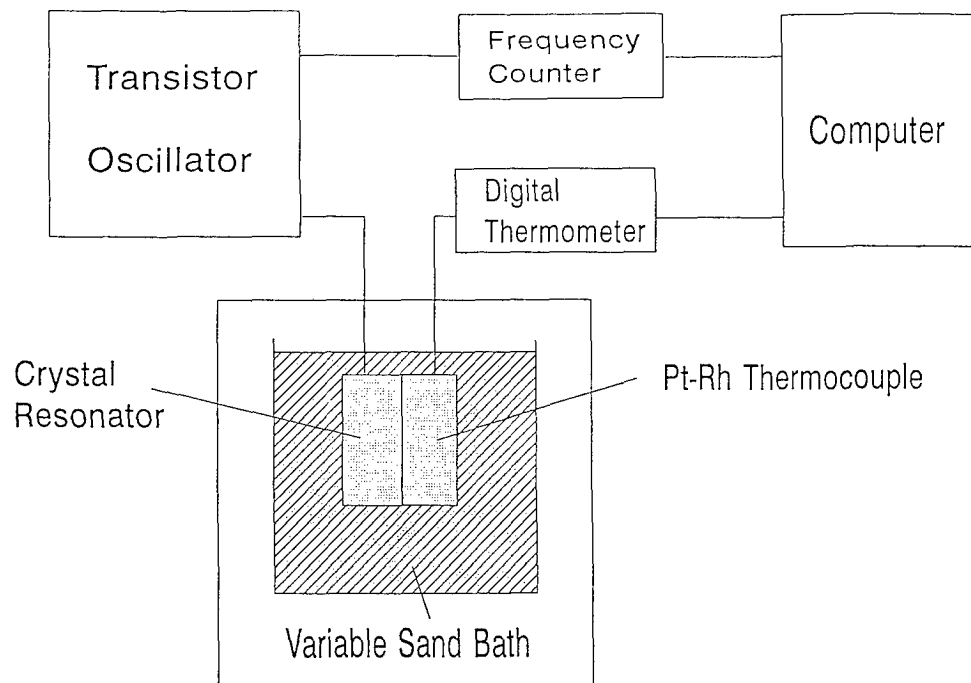 Transistor
Oscillator
Frequency
Counter
Computer
Digital
Thermometer
Crystal
Resonator
Pt-Rh Thermocouple
Variable Sand Bath